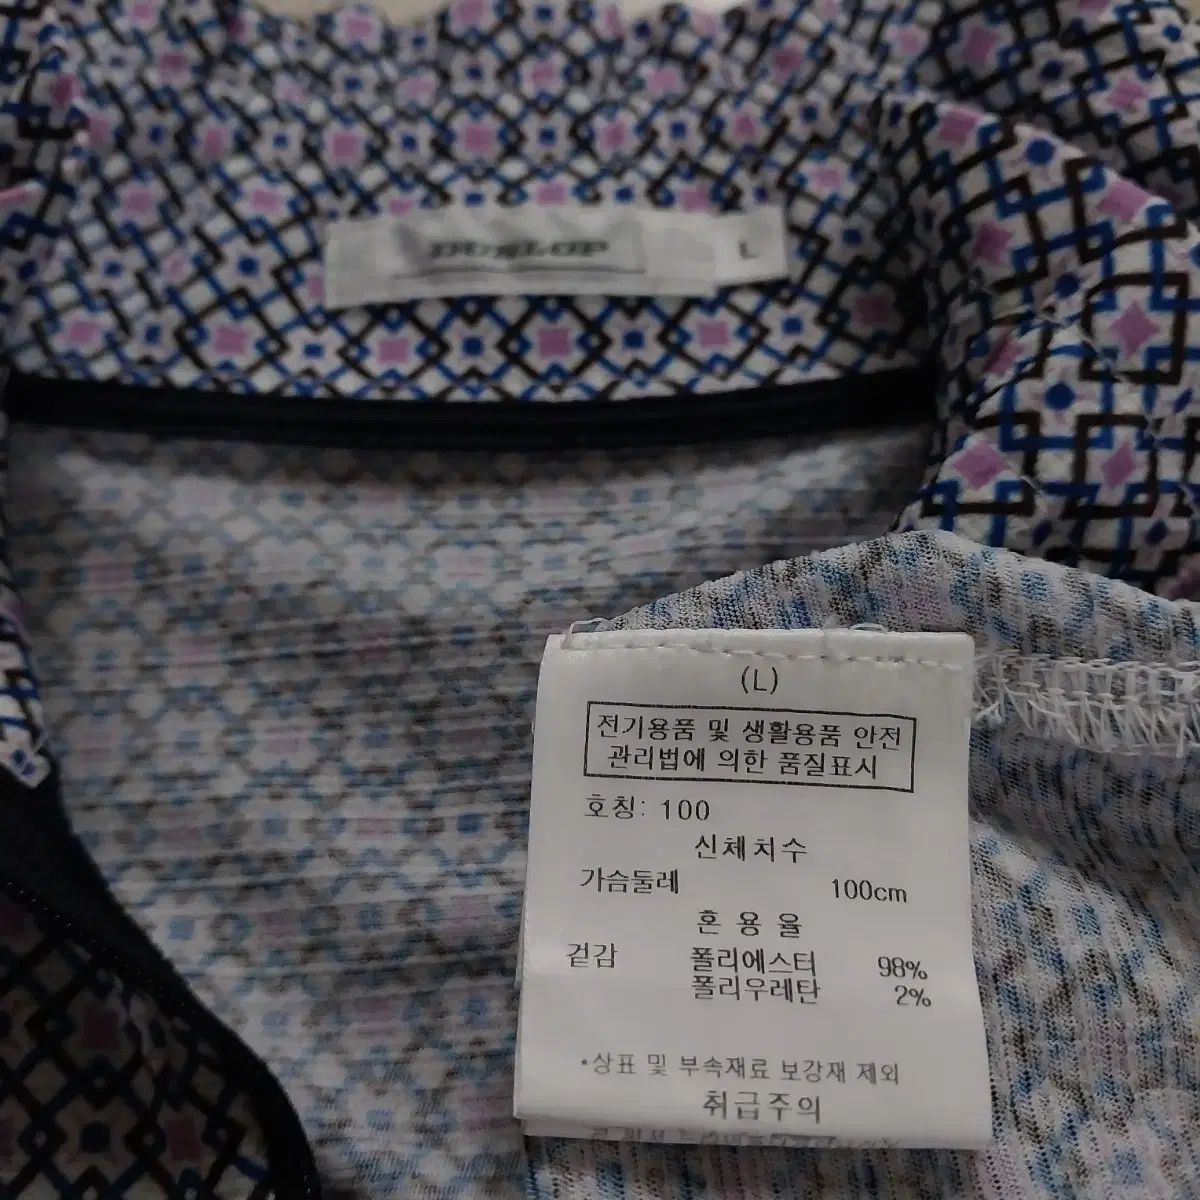 DUNLOP L
(L)
전기용품 및 생활용품 안전
관리법에 의한 품질표시
호칭: 100
신체치수
가슴둘레 100cm
혼 용 율
겉감 폴리에스터 98%
폴리우레탄 2%
*상표 및 부속재료 보강재 제외
취급주의